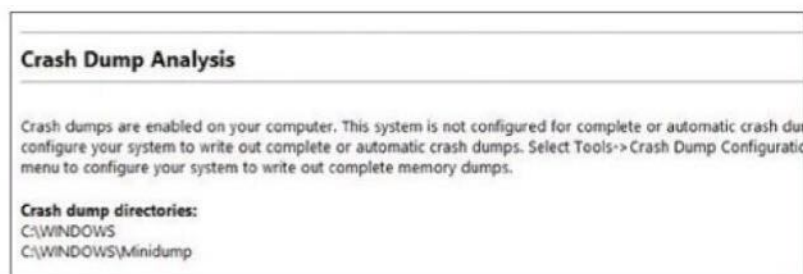 Crash Dump Analysis
Crash dumps are enabled on your computer. This system is not configured for complete or automatic crash
configure your system to write out complete or automatic crash dumps. Select Tools->Crash Dump
menu to configure your system to write out complete memory dumps.
Crash dump directories:
C:\WINDOWS
C:\WINDOWS\Minidump